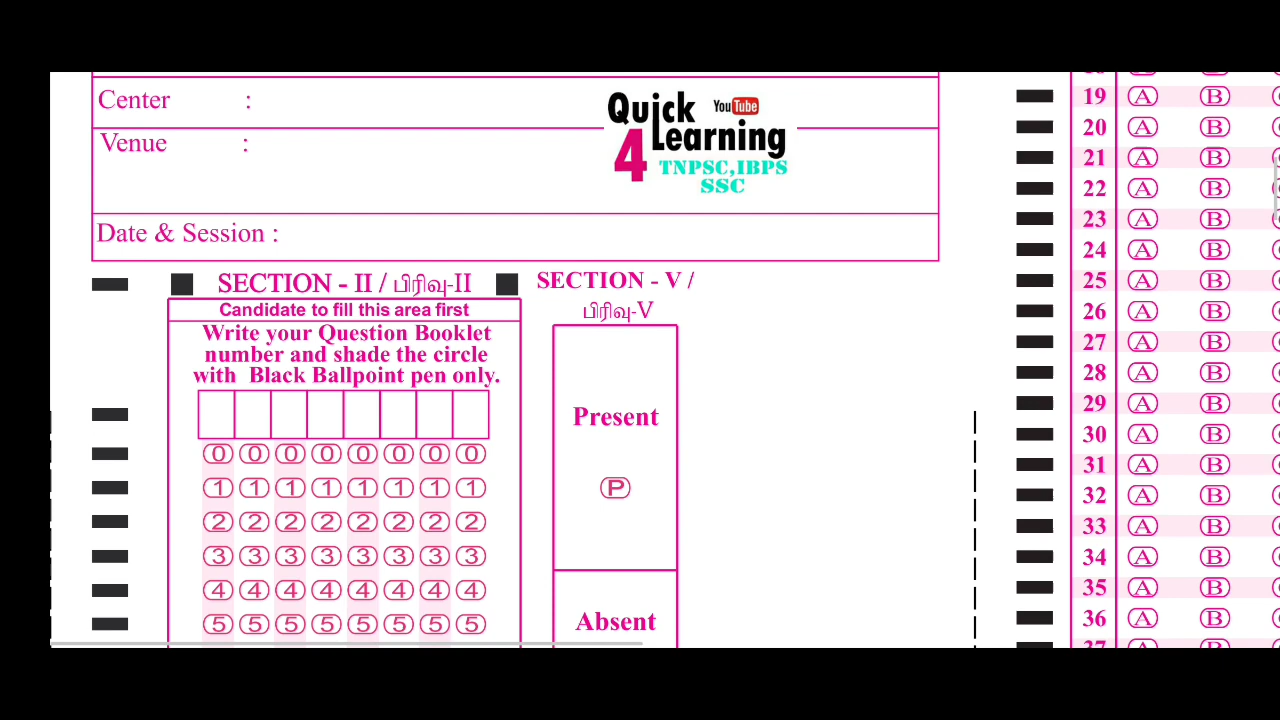 Center :
Venue :
Date & Session :
Quick
You Tube
4 Learning
TNPSC,IBPS
SSC
SECTION - II / பிரிவு-II
Candidate to fill this area first
Write your Question Booklet
number and shade the circle
with Black Ballpoint pen only.
0 0 0 0 0 0 0 0
1 1 1 1 1 1 1 1
2 2 2 2 2 2 2 2
3 3 3 3 3 3 3 3
4 4 4 4 4 4 4 4
5 5 5 5 5 5 5 5
SECTION - V /
பிரிவு-V
Present
P
Absent
19 A B
20 A B
21 A B
22 A B
23 A B
24 A B
25 A B
26 A B
27 A B
28 A B
29 A B
30 A B
31 A B
32 A B
33 A B
34 A B
35 A B
36 A B
37